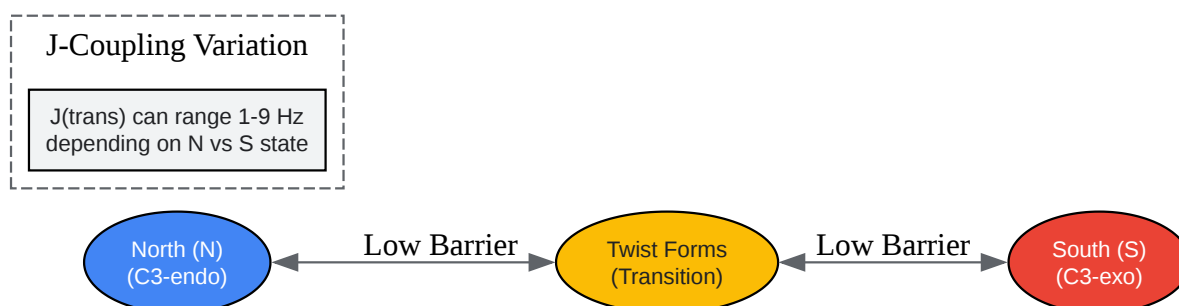 J-Coupling Variation
J(trans) can range 1-9 Hz
depending on N vs S state
North (N)
(C3-endo)
Low Barrier
Twist Forms
(Transition)
Low Barrier
South (S)
(C3-exo)